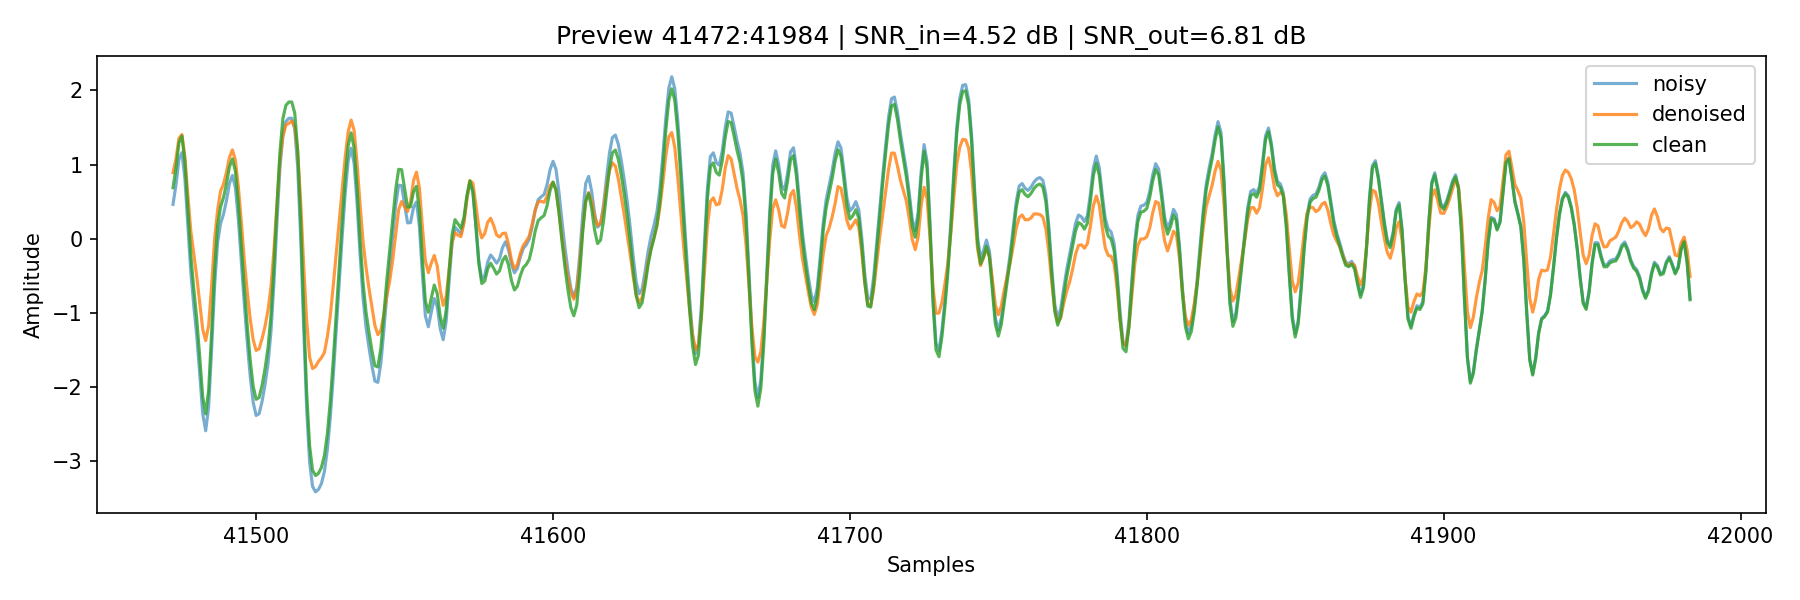 Preview 41472:41984 | SNR_in=4.52 dB | SNR_out=6.81 dB
noisy
denoised
clean
Amplitude
2
1
0
−1
−2
−3
41500 41600 41700 41800 41900 42000
Samples